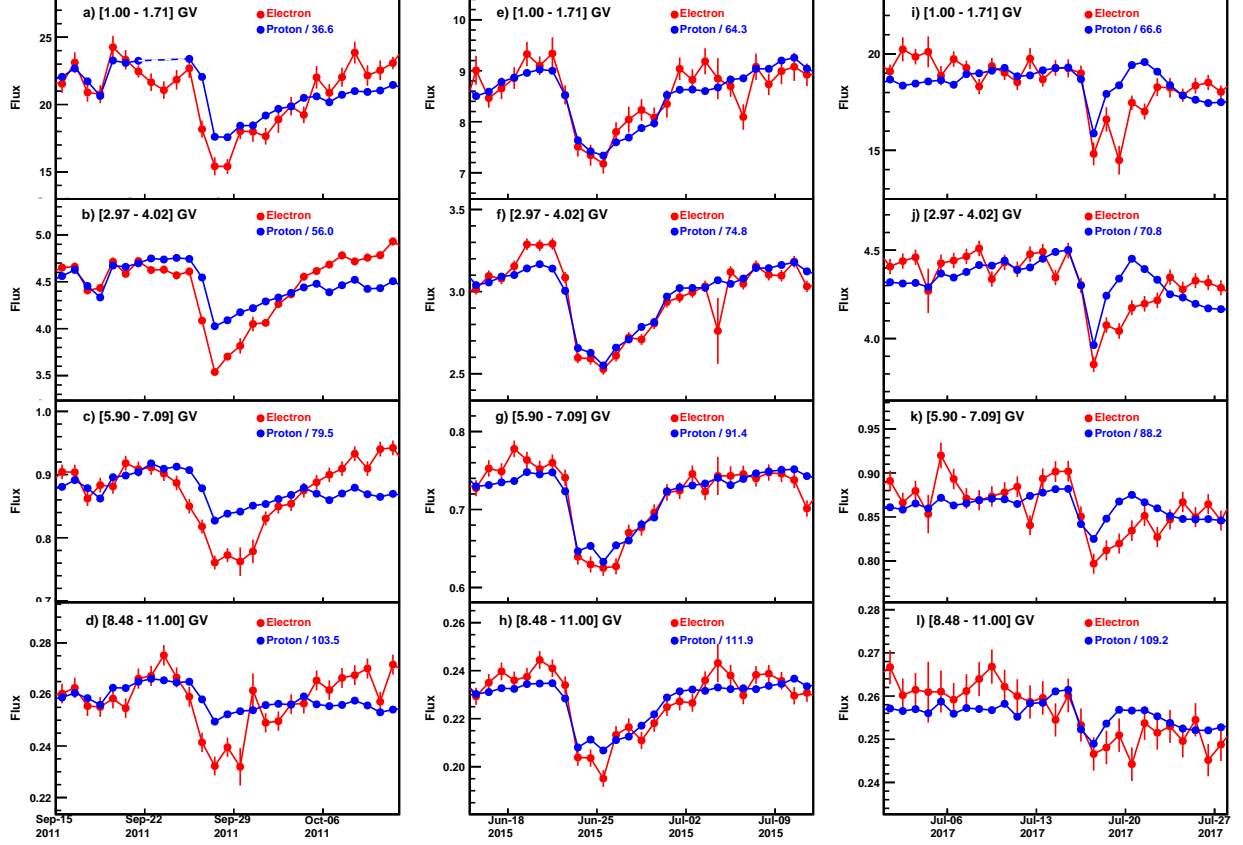 a) [1.00 - 1.71] GV
Electron
Proton / 36.6
Flux
25
20
15
b) [2.97 - 4.02] GV
Electron
Proton / 56.0
Flux
5.0
4.5
4.0
3.5
c) [5.90 - 7.09] GV
Electron
Proton / 79.5
Flux
1.0
0.9
0.8
0.7
d) [8.48 - 11.00] GV
Electron
Proton / 103.5
Flux
0.28
0.26
0.24
0.22
Sep-15 Sep-22 Sep-29 Oct-06
2011 2011 2011 2011
e) [1.00 - 1.71] GV
Electron
Proton / 64.3
Flux
10
9
8
7
f) [2.97 - 4.02] GV
Electron
Proton / 74.8
Flux
3.5
3.0
2.5
g) [5.90 - 7.09] GV
Electron
Proton / 91.4
Flux
0.8
0.7
0.6
h) [8.48 - 11.00] GV
Electron
Proton / 111.9
Flux
0.26
0.24
0.22
0.20
Jun-18 Jun-25 Jul-02 Jul-09
2015 2015 2015 2015
i) [1.00 - 1.71] GV
Electron
Proton / 66.6
Flux
20
15
j) [2.97 - 4.02] GV
Electron
Proton / 70.8
Flux
4.5
4.0
k) [5.90 - 7.09] GV
Electron
Proton / 88.2
Flux
0.95
0.90
0.85
0.80
l) [8.48 - 11.00] GV
Electron
Proton / 109.2
Flux
0.28
0.27
0.26
0.25
0.24
Jul-06 Jul-13 Jul-20 Jul-27
2017 2017 2017 2017